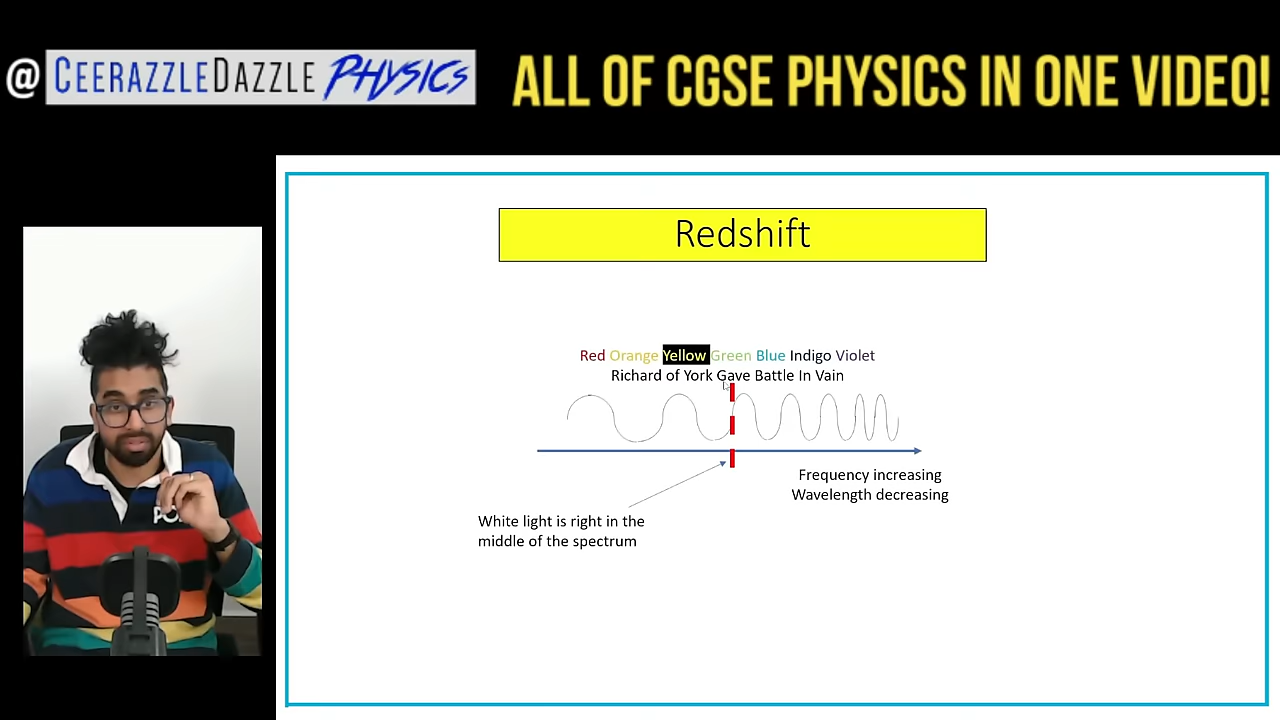 @ CEERAZZLEDAZZLE PHYSICS
ALL OF CGSE PHYSICS IN ONE VIDEO!
Redshift
Red Orange Yellow Green Blue Indigo Violet
Richard of York Gave Battle In Vain
Frequency increasing
Wavelength decreasing
White light is right in the
middle of the spectrum